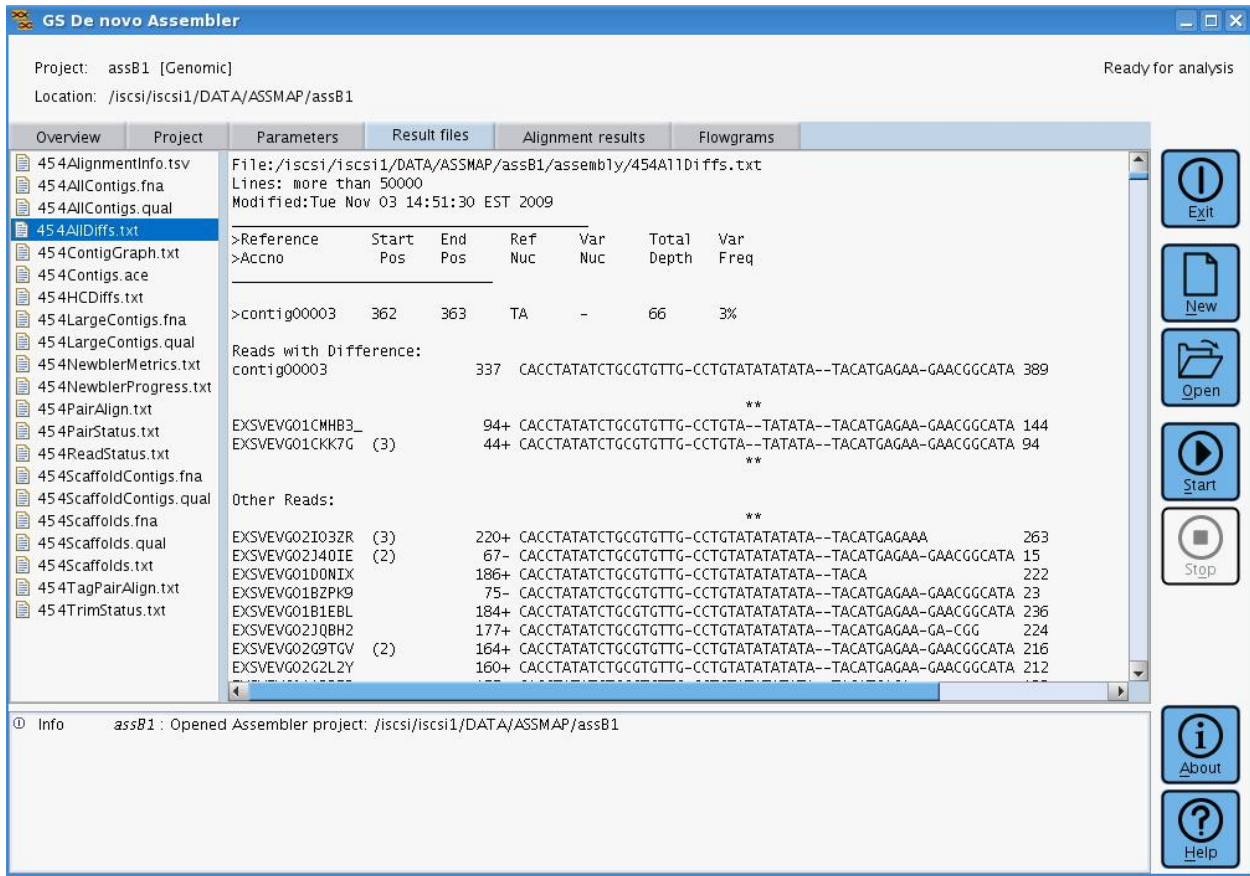 GS De novo Assembler
Project: assB1 [Genomic]
Ready for analysis
Location: /iscsi/iscsi1/DATA/ASSMAP/assB1
Overview Project Parameters Result files Alignment results Flowgrams
454AlignmentInfo.tsv
454AllContigs.fna
454AllContigs.qual
454AllDiffs.txt
454ContigGraph.txt
454Contigs.ace
454HCDiffs.txt
454LargeContigs.fna
454LargeContigs.qual
454NewblerMetrics.txt
454NewblerProgress.txt
454PairAlign.txt
454PairStatus.txt
454ReadStatus.txt
454ScaffoldContigs.fna
454ScaffoldContigs.qual
454Scaffolds.fna
454Scaffolds.qual
454Scaffolds.txt
454TagPairAlign.txt
454TrimStatus.txt
File:/iscsi/iscsi1/DATA/ASSMAP/assB1/assembly/454AllDiffs.txt
Lines: more than 50000
Modified:Tue Nov 03 14:51:30 EST 2009
>Reference Start End Ref Var Total Var
>Accno Pos Pos Nuc Nuc Depth Freq
>contig00003 362 363 TA - 66 3%
Reads with Difference:
contig00003 337 CACCTATATCTGCGTGTTG-CCTGTATATATATA--TACATGAGAA-GAACGGCATA 389
**
EXSVEVG01CMHB3_ 94+ CACCTATATCTGCGTGTTG-CCTGTA--TATATA--TACATGAGAA-GAACGGCATA 144
EXSVEVG01CKK7G (3) 44+ CACCTATATCTGCGTGTTG-CCTGTA--TATATA--TACATGAGAA-GAACGGCATA 94
**
Other Reads:
**
EXSVEVG02IO3ZR (3) 220+ CACCTATATCTGCGTGTTG-CCTGTATATATATA--TACATGAGAAA 263
EXSVEVG02J40IE (2) 67- CACCTATATCTGCGTGTTG-CCTGTATATATATA--TACATGAGAA-GAACGGCATA 15
EXSVEVG01DONIX 186+ CACCTATATCTGCGTGTTG-CCTGTATATATATA--TACA 222
EXSVEVG01BZPK9 75- CACCTATATCTGCGTGTTG-CCTGTATATATATA--TACATGAGAA-GAACGGCATA 23
EXSVEVG01B1EBL 184+ CACCTATATCTGCGTGTTG-CCTGTATATATATA--TACATGAGAA-GAACGGCATA 236
EXSVEVG02JQBH2 177+ CACCTATATCTGCGTGTTG-CCTGTATATATATA--TACATGAGAA-GA-CGG 224
EXSVEVG02G9TGV (2) 164+ CACCTATATCTGCGTGTTG-CCTGTATATATATA--TACATGAGAA-GAACGGCATA 216
EXSVEVG02G2L2Y 160+ CACCTATATCTGCGTGTTG-CCTGTATATATATA--TACATGAGAA-GAACGGCATA 212
Exit
New
Open
Start
Stop
Info assB1 : Opened Assembler project: /iscsi/iscsi1/DATA/ASSMAP/assB1
About
Help